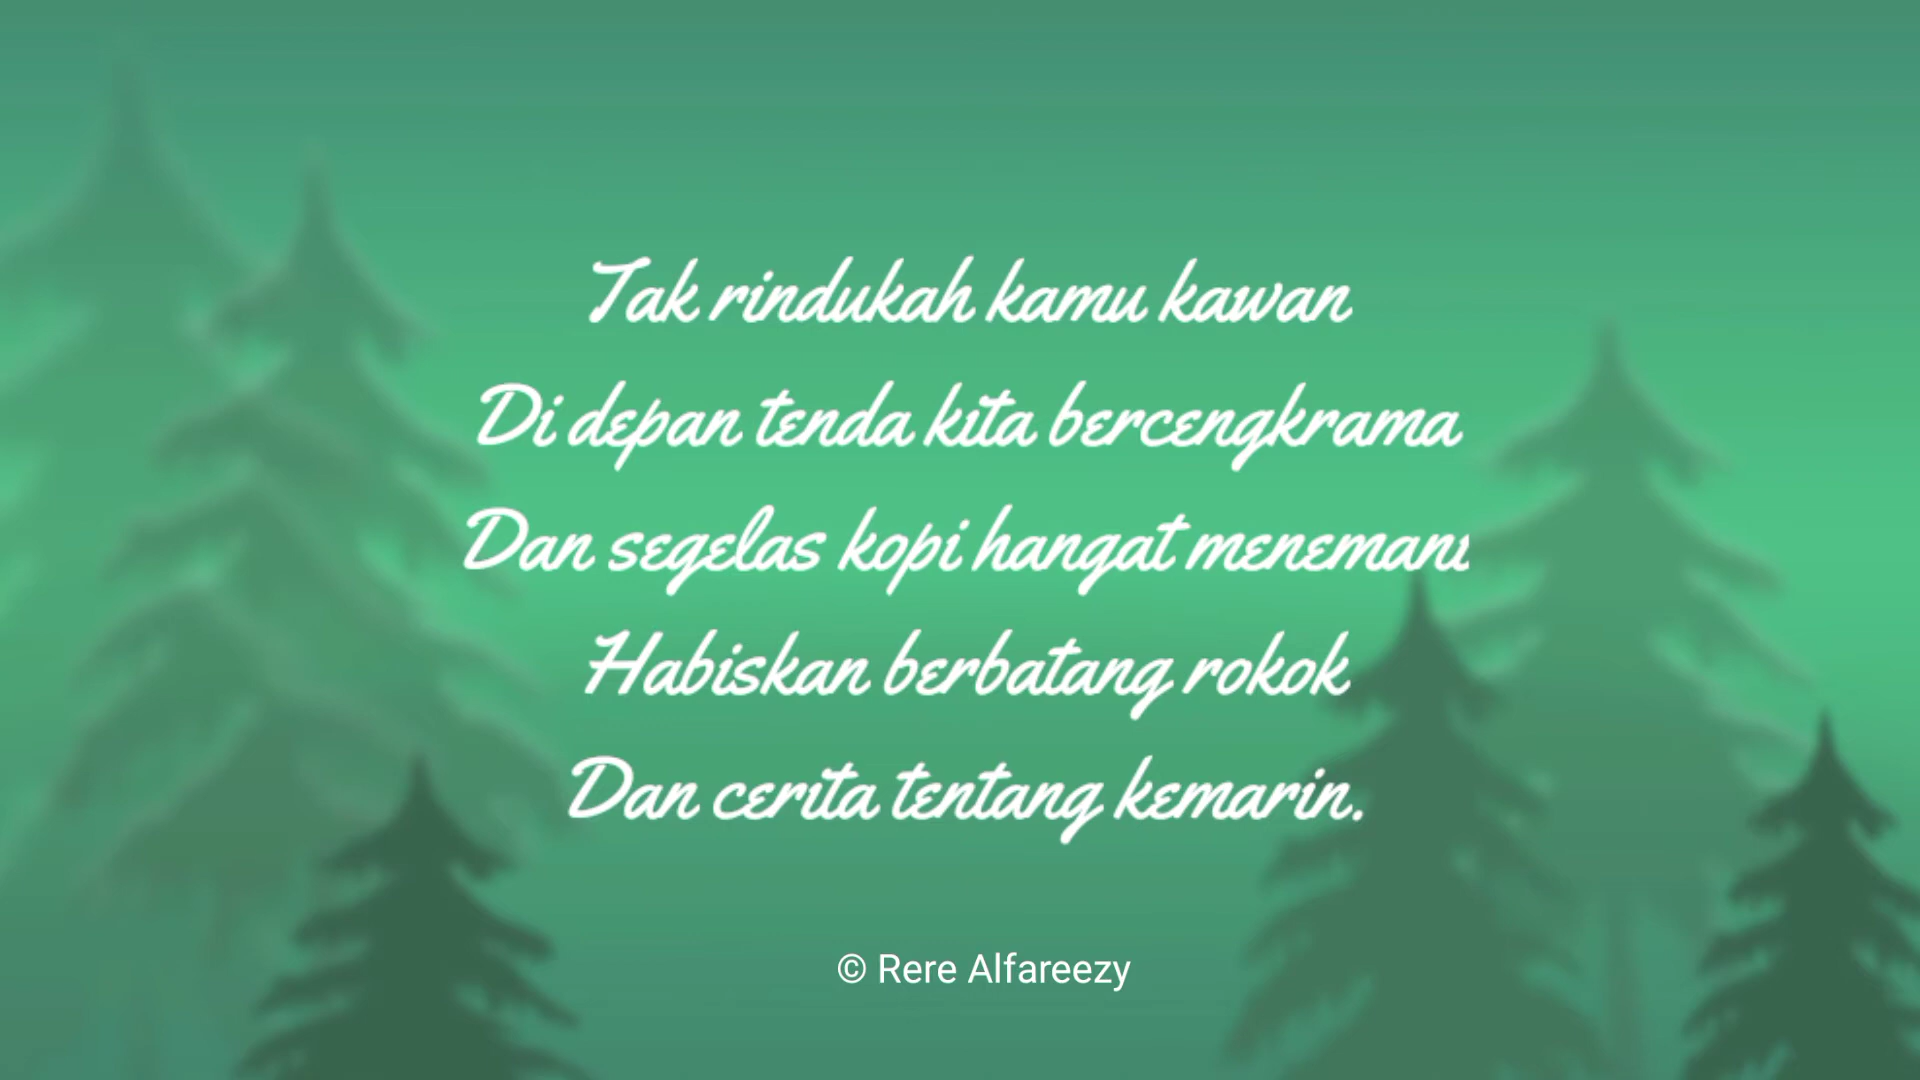 Tak rindukah kamu kawan
Di depan tenda kita bercengkrama
Dan segelas kopi hangat menemani
Habiskan berbatang rokok
Dan cerita tentang kemarin.
© Rere Alfareezy